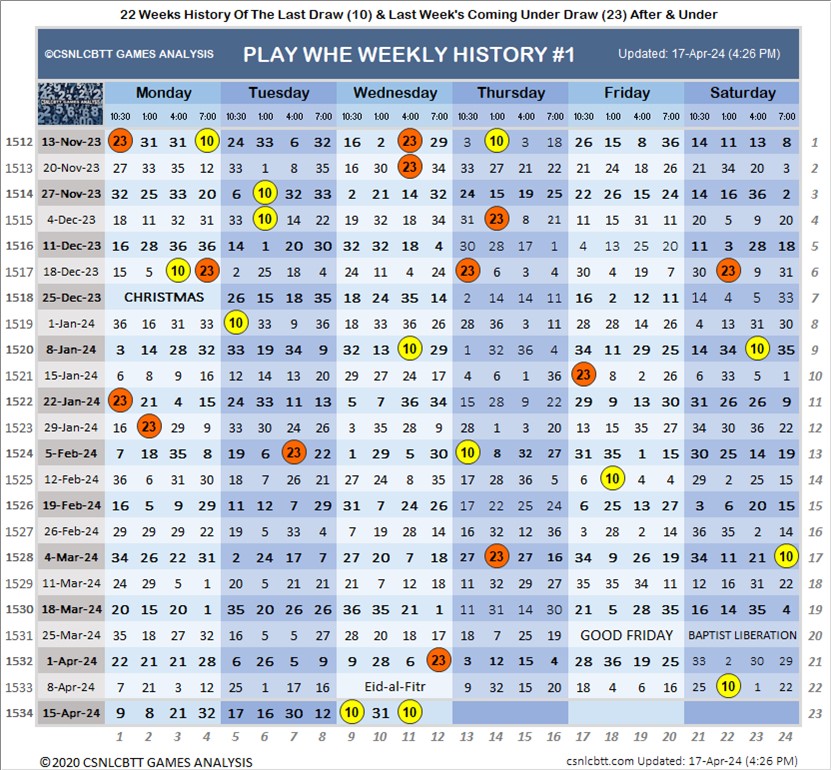 22 Weeks History Of The Last Draw (10) & Last Week's Coming Under Draw (23) After & Under
©CSNLCBTT GAMES ANALYSIS PLAY WHE WEEKLY HISTORY #1 Updated: 17-Apr-24 (4:26 PM)
Monday Tuesday Wednesday Thursday Friday Saturday
CSNLCBTT GAMES ANALYSIS 10:30 1:00 4:00 7:00 10:30 1:00 4:00 7:00 10:30 1:00 4:00 7:00 10:30 1:00 4:00 7:00 10:30 1:00 4:00 7:00 10:30 1:00 4:00 7:00
1512 13-Nov-23 23 31 31 10 24 33 6 32 16 2 23 29 3 10 3 18 26 15 8 36 14 11 13 8 1
1513 20-Nov-23 27 33 35 12 33 1 8 35 16 30 23 34 33 27 21 22 21 24 18 26 21 34 20 3 2
1514 27-Nov-23 32 25 33 20 6 10 32 33 2 21 14 32 24 15 19 25 22 26 15 24 14 16 36 2 3
1515 4-Dec-23 18 11 32 31 33 10 14 22 19 32 18 34 31 23 8 21 11 15 31 11 20 5 9 20 4
1516 11-Dec-23 16 28 36 36 14 1 20 30 32 32 18 4 30 28 17 1 4 13 25 20 11 3 28 18 5
1517 18-Dec-23 15 5 10 23 2 25 18 4 24 11 4 24 23 6 3 4 30 4 19 7 30 23 9 31 6
1518 25-Dec-23 CHRISTMAS 26 15 18 35 18 24 35 14 2 14 14 11 16 2 12 11 14 4 5 33 7
1519 1-Jan-24 36 16 31 33 10 33 9 36 18 33 36 26 28 36 3 11 28 28 14 35 4 13 31 30 8
1520 8-Jan-24 3 14 28 32 33 19 34 9 32 13 10 29 1 32 36 4 34 11 29 25 14 34 10 35 9
1521 15-Jan-24 6 8 9 16 12 14 13 20 29 27 24 17 4 6 1 36 23 8 2 26 6 33 5 1 10
1522 22-Jan-24 23 21 4 15 24 33 11 13 5 7 36 34 15 28 9 22 29 9 13 30 31 26 26 9 11
1523 29-Jan-24 16 23 29 9 33 30 24 26 3 35 28 9 28 1 3 20 13 15 35 27 34 30 36 22 12
1524 5-Feb-24 7 18 35 8 19 6 23 22 1 29 5 30 10 8 32 27 31 35 1 15 30 25 14 19 13
1525 12-Feb-24 36 6 31 30 18 7 26 21 27 24 8 35 17 28 36 5 18 10 4 4 29 2 25 15 14
1526 19-Feb-24 16 5 9 29 11 12 7 29 31 7 24 26 17 22 25 24 6 25 13 27 3 6 20 15 15
1527 26-Feb-24 29 29 29 22 19 5 33 4 7 19 28 14 16 32 12 36 3 28 2 14 36 35 2 14 16
1528 4-Mar-24 34 26 22 31 2 24 17 7 27 20 7 18 27 23 27 16 34 9 26 19 34 11 21 10 17
1529 11-Mar-24 24 29 5 1 20 5 21 21 21 7 12 18 11 32 29 27 35 35 34 11 12 16 31 22 18
1530 18-Mar-24 20 15 20 1 35 20 26 26 36 35 21 1 11 31 14 30 21 5 28 35 16 14 35 4 19
1531 25-Mar-24 35 18 27 32 16 5 5 27 28 20 18 17 18 7 25 19 GOOD FRIDAY BAPTIST LIBERATION 20
1532 1-Apr-24 22 21 21 8 6 26 5 9 9 28 6 23 3 12 15 4 28 36 19 25 33 2 30 29 21
1533 8-Apr-24 7 21 3 12 25 1 17 16 Eid-al-Fitr 9 32 15 20 18 4 6 16 25 10 1 22 22
1534 15-Apr-24 9 8 21 32 17 16 30 12 10 31 10 23
1 2 3 4 5 6 7 8 9 10 11 12 13 14 15 16 17 18 19 20 21 22 23 24
©2020 CSNLCBTT GAMES ANALYSIS csnlcbtt.com Updated: 17-Apr-24 (4:26 PM)